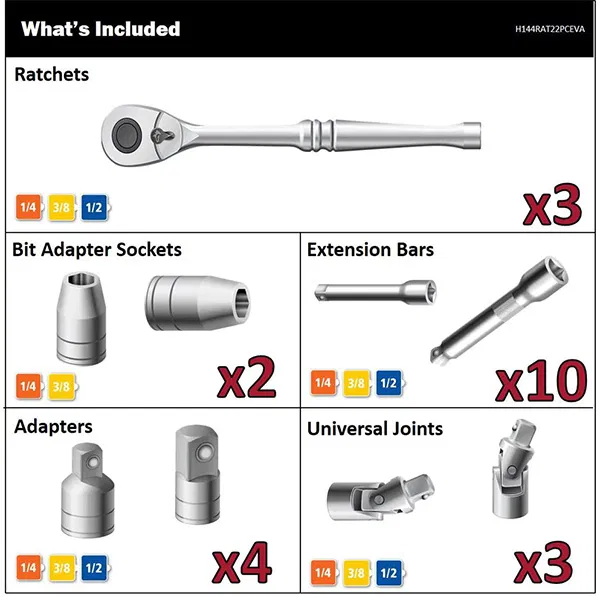 What's Included
H144RAT22PCEVA
Ratchets
1/4 3/8 1/2
x3
Bit Adapter Sockets
1/4 3/8
x2
Extension Bars
1/4 3/8 1/2
x10
Adapters
1/4 3/8 1/2
x4
Universal Joints
1/4 3/8 1/2
x3